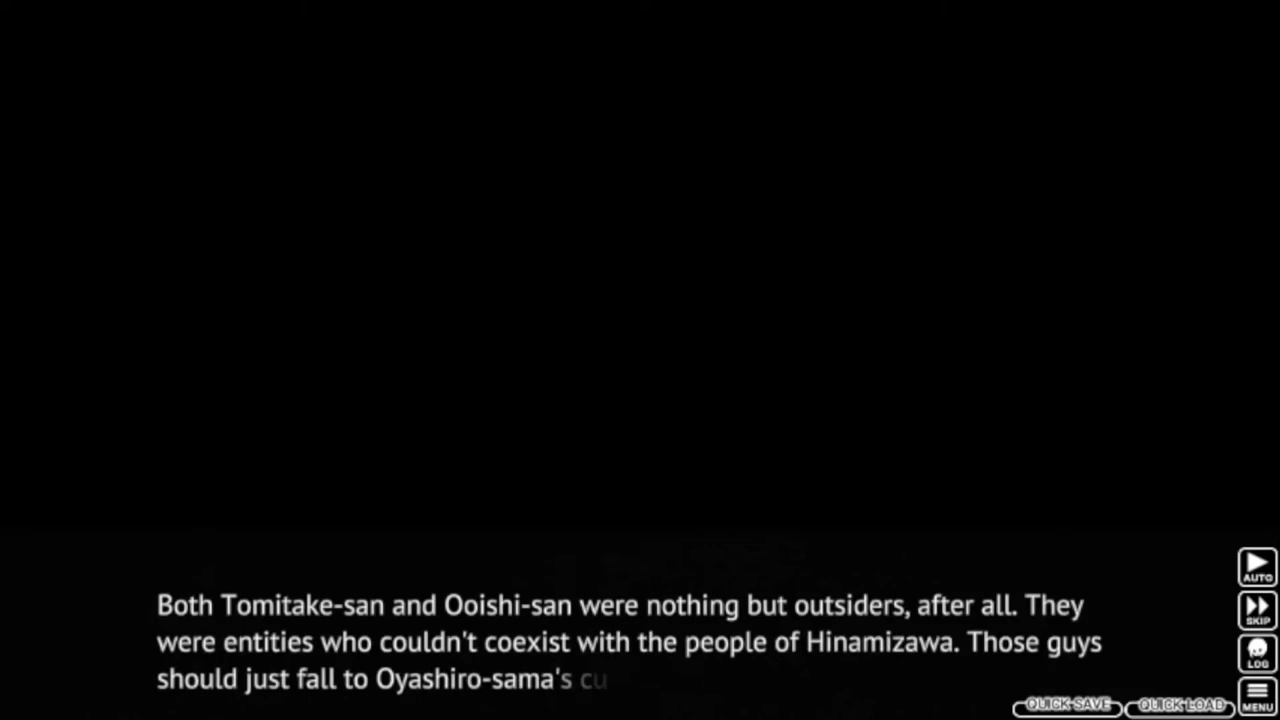 Both Tomitake-san and Ooishi-san were nothing but outsiders, after all. They
were entities who couldn't coexist with the people of Hinamizawa. Those guys
should just fall to Oyashiro-sama's cu
AUTO
SKIP
LOG
MENU
QUICK SAVE
QUICK LOAD